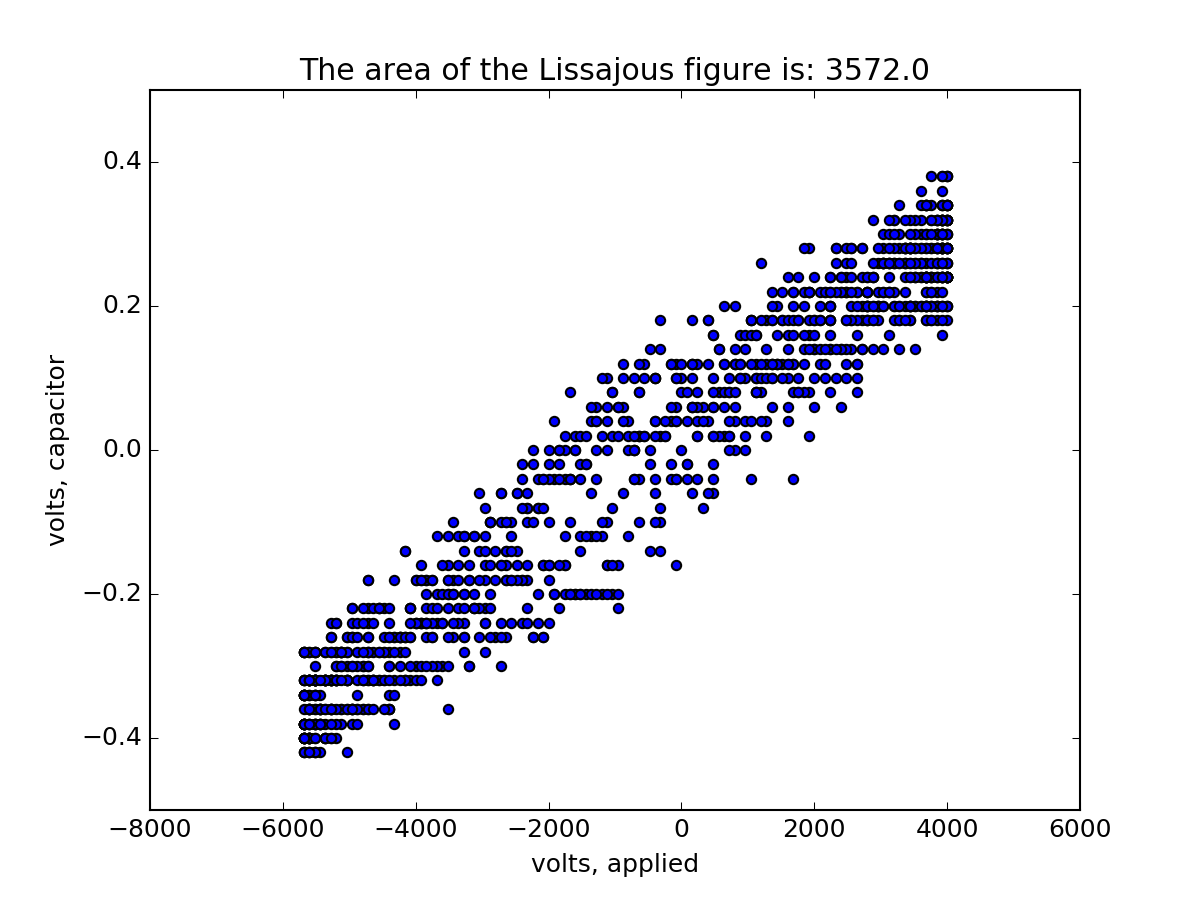 The area of the Lissajous figure is: 3572.0
0.4
0.2
0.0
−0.2
−0.4
volts, capacitor
−8000 −6000 −4000 −2000 0 2000 4000 6000
volts, applied